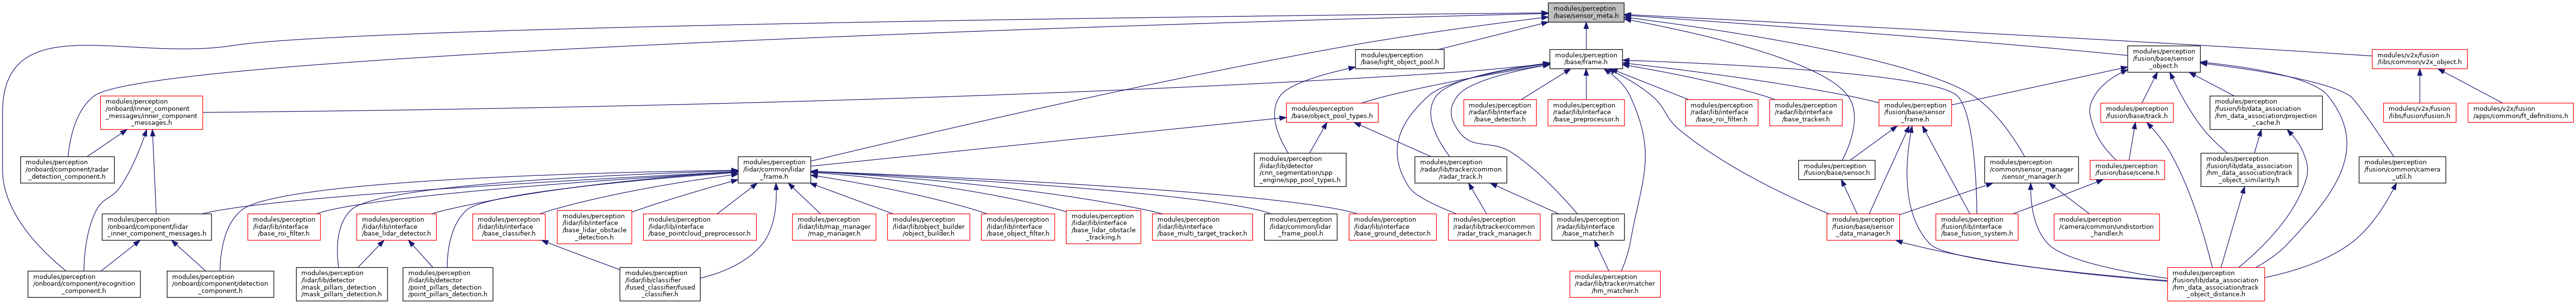 modules/perception
/base/sensor_meta.h
modules/perception
/base/light_object_pool.h
modules/perception
/base/frame.h
modules/perception
/fusion/base/sensor
_object.h
modules/v2x/fusion
/libs/common/v2x_object.h
modules/perception
/onboard/inner_component
_messages/inner_component
_messages.h
modules/perception
/base/object_pool_types.h
modules/perception
/radar/lib/interface
/base_detector.h
modules/perception
/radar/lib/interface
/base_preprocessor.h
modules/perception
/radar/lib/interface
/base_roi_filter.h
modules/perception
/radar/lib/interface
/base_tracker.h
modules/perception
/fusion/base/sensor
_frame.h
modules/perception
/fusion/base/track.h
modules/perception
/fusion/lib/data_association
/hm_data_association/projection
_cache.h
modules/v2x/fusion
/libs/fusion/fusion.h
modules/v2x/fusion
/apps/common/ft_definitions.h
modules/perception
/onboard/component/radar
_detection_component.h
modules/perception
/lidar/common/lidar
_frame.h
modules/perception
/lidar/lib/detector
/cnn_segmentation/spp
_engine/spp_pool_types.h
modules/perception
/radar/lib/tracker/common
/radar_track.h
modules/perception
/fusion/base/sensor.h
modules/perception
/common/sensor_manager
/sensor_manager.h
modules/perception
/fusion/base/scene.h
modules/perception
/fusion/lib/data_association
/hm_data_association/track
_object_similarity.h
modules/perception
/fusion/common/camera
_util.h
modules/perception
/onboard/component/lidar
_inner_component_messages.h
modules/perception
/lidar/lib/interface
/base_roi_filter.h
modules/perception
/lidar/lib/interface
/base_lidar_detector.h
modules/perception
/lidar/lib/interface
/base_classifier.h
modules/perception
/lidar/lib/interface
/base_lidar_obstacle
_detection.h
modules/perception
/lidar/lib/interface
/base_pointcloud_preprocessor.h
modules/perception
/lidar/lib/map_manager
/map_manager.h
modules/perception
/lidar/lib/object_builder
/object_builder.h
modules/perception
/lidar/lib/interface
/base_object_filter.h
modules/perception
/lidar/lib/interface
/base_lidar_obstacle
_tracking.h
modules/perception
/lidar/lib/interface
/base_multi_target_tracker.h
modules/perception
/lidar/common/lidar
_frame_pool.h
modules/perception
/lidar/lib/interface
/base_ground_detector.h
modules/perception
/radar/lib/tracker/common
/radar_track_manager.h
modules/perception
/radar/lib/interface
/base_matcher.h
modules/perception
/fusion/base/sensor
_data_manager.h
modules/perception
/fusion/lib/interface
/base_fusion_system.h
modules/perception
/camera/common/undistortion
_handler.h
modules/perception
/onboard/component/recognition
_component.h
modules/perception
/onboard/component/detection
_component.h
modules/perception
/lidar/lib/detector
/mask_pillars_detection
/mask_pillars_detection.h
modules/perception
/lidar/lib/detector
/point_pillars_detection
/point_pillars_detection.h
modules/perception
/lidar/lib/classifier
/fused_classifier/fused
_classifier.h
modules/perception
/radar/lib/tracker/matcher
/hm_matcher.h
modules/perception
/fusion/lib/data_association
/hm_data_association/track
_object_distance.h